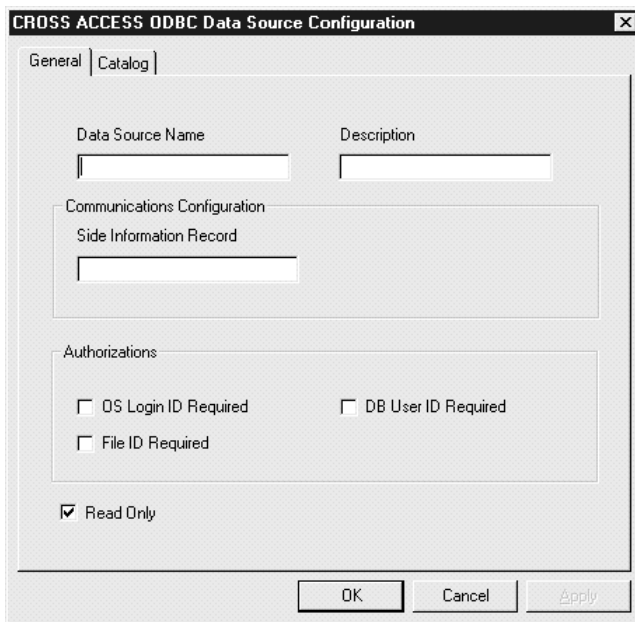 CROSS ACCESS ODBC Data Source Configuration
General Catalog
Data Source Name Description
Communications Configuration
Side Information Record
Authorizations
OS Login ID Required DB User ID Required
File ID Required
Read Only
OK Cancel Apply